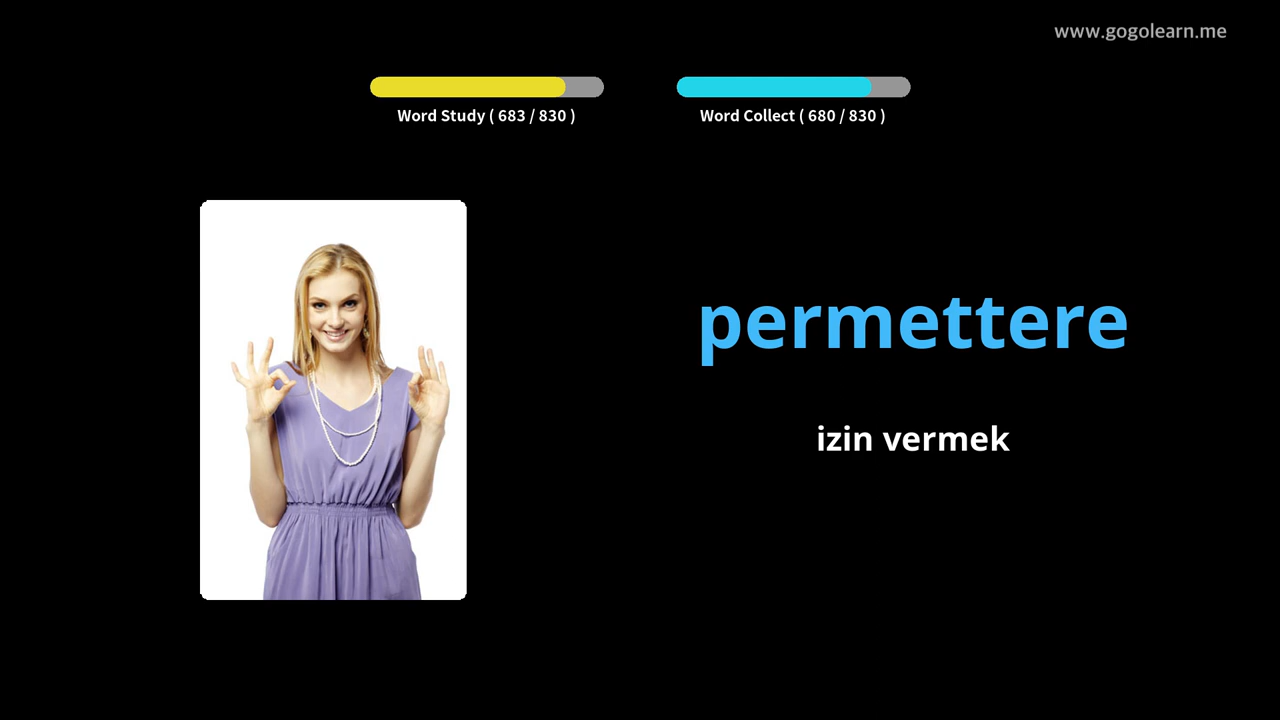 www.gogolearn.me
Word Study ( 683 / 830 )
Word Collect ( 680 / 830 )
permettere
izin vermek